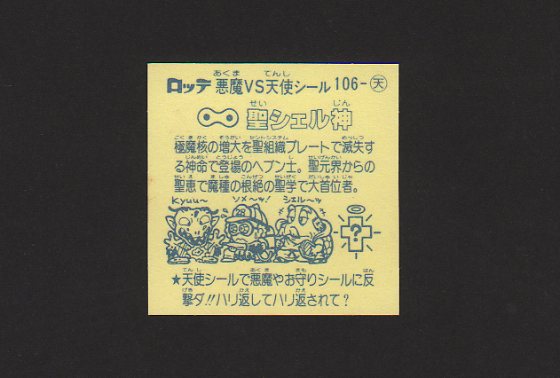 ロッテ 悪魔VS天使シール 106-天
聖シェル神
極魔核の増大を聖組織プレートで滅失す
る神命で登場のヘブン士。聖元界からの
聖恵で魔種の根絶の聖学で大首位者。
Kyuu〜 ソメ〜ッ! シェル〜ッ
?
★天使シールで悪魔やお守りシールに反
撃ダ!!ハリ返してハリ返されて?